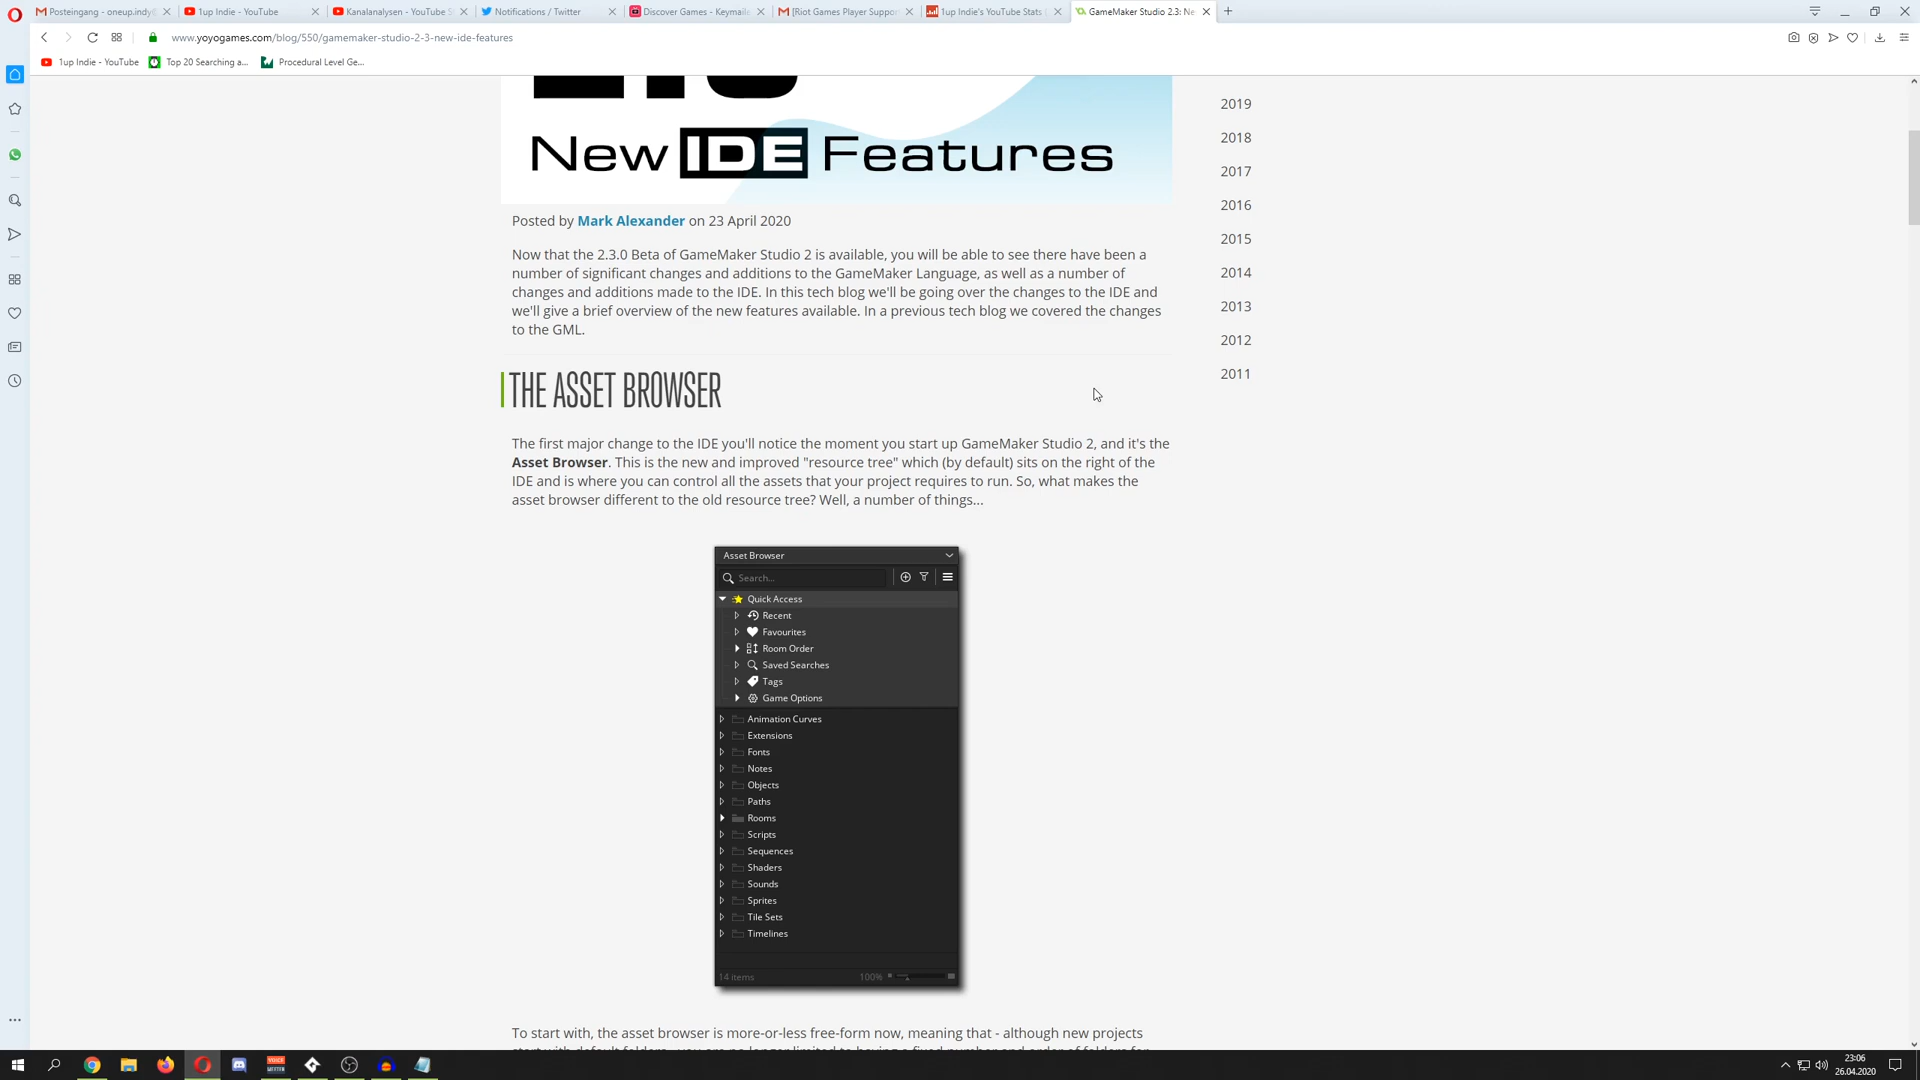 Posteingang - oneup.indy@
1up Indie - YouTube
Kanalanalysen - YouTube S
Notifications / Twitter
Discover Games - Keymaile
[Riot Games Player Suppor
1up Indie's YouTube Stats
GameMaker Studio 2.3: Ne
www.yoyogames.com/blog/550/gamemaker-studio-2-3-new-ide-features
1up Indie - YouTube
Top 20 Searching a...
Procedural Level Ge...
New IDE Features
Posted by Mark Alexander on 23 April 2020
Now that the 2.3.0 Beta of GameMaker Studio 2 is available, you will be able to see there have been a
number of significant changes and additions to the GameMaker Language, as well as a number of
changes and additions made to the IDE. In this tech blog we'll be going over the changes to the IDE and
we'll give a brief overview of the new features available. In a previous tech blog we covered the changes
to the GML.
THE ASSET BROWSER
The first major change to the IDE you'll notice the moment you start up GameMaker Studio 2, and it's the
Asset Browser. This is the new and improved "resource tree" which (by default) sits on the right of the
IDE and is where you can control all the assets that your project requires to run. So, what makes the
asset browser different to the old resource tree? Well, a number of things...
Asset Browser
Search...
Quick Access
Recent
Favourites
Room Order
Saved Searches
Tags
Game Options
Animation Curves
Extensions
Fonts
Notes
Objects
Paths
Rooms
Scripts
Sequences
Shaders
Sounds
Sprites
Tile Sets
Timelines
14 items
100%
To start with, the asset browser is more-or-less free-form now, meaning that - although new projects
2019
2018
2017
2016
2015
2014
2013
2012
2011
23:06
26.04.2020